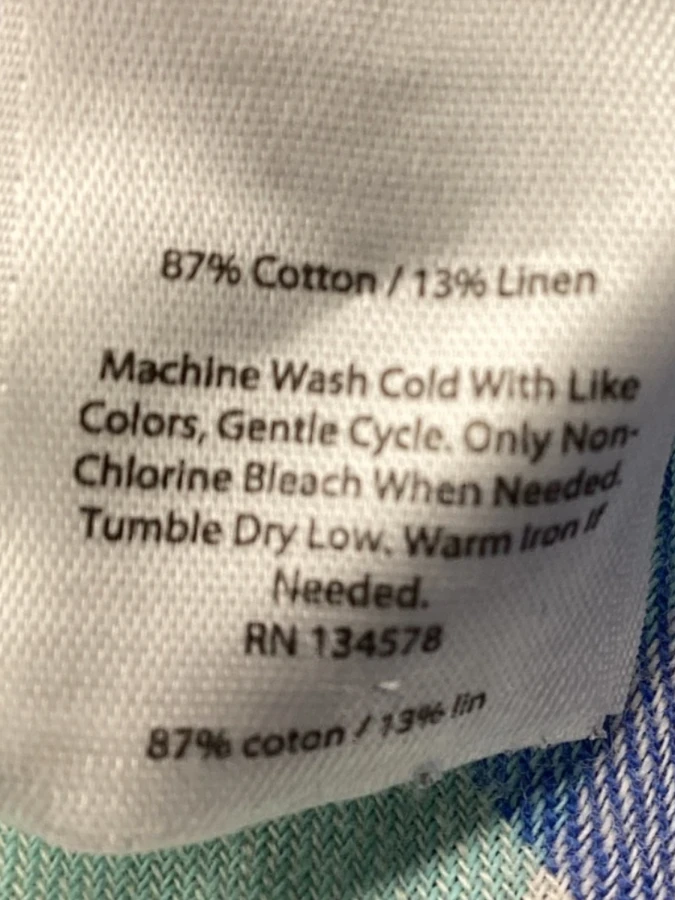 87% Cotton / 13% Linen
Machine Wash Cold With Like
Colors, Gentle Cycle. Only Non-
Chlorine Bleach When Needed.
Tumble Dry Low. Warm Iron If
Needed.
RN 134578
87% coton / 13% lin